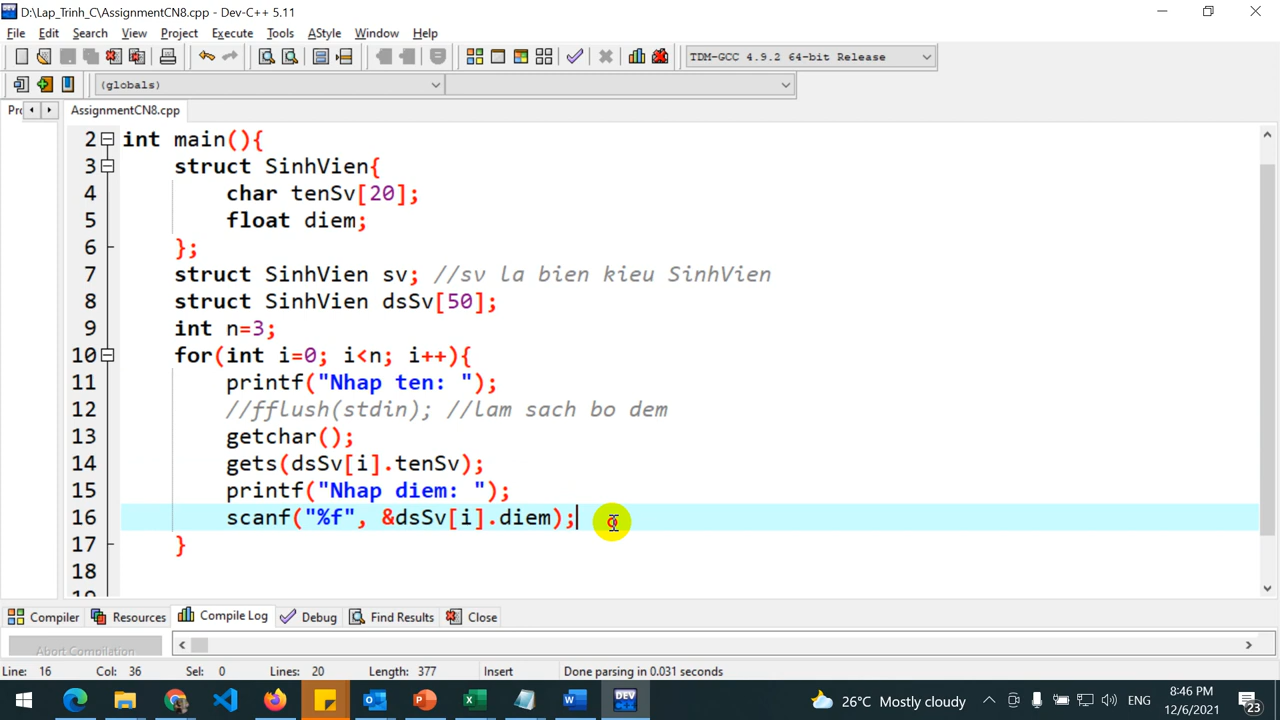 D:\Lap_Trinh_C\AssignmentCN8.cpp - Dev-C++ 5.11
File Edit Search View Project Execute Tools AStyle Window Help
TDM-GCC 4.9.2 64-bit Release
(globals)
AssignmentCN8.cpp
2 int main(){
3 struct SinhVien{
4 char tenSv[20];
5 float diem;
6 };
7 struct SinhVien sv; //sv la bien kieu SinhVien
8 struct SinhVien dsSv[50];
9 int n=3;
10 for(int i=0; i<n; i++){
11 printf("Nhap ten: ");
12 //fflush(stdin); //lam sach bo dem
13 getchar();
14 gets(dsSv[i].tenSv);
15 printf("Nhap diem: ");
16 scanf("%f", &dsSv[i].diem);
17 }
18
Compiler Resources Compile Log Debug Find Results Close
Abort Compilation
Line: 16 Col: 36 Sel: 0 Lines: 20 Length: 377 Insert Done parsing in 0.031 seconds
DEV
26°C Mostly cloudy ENG 8:46 PM
12/6/2021 23